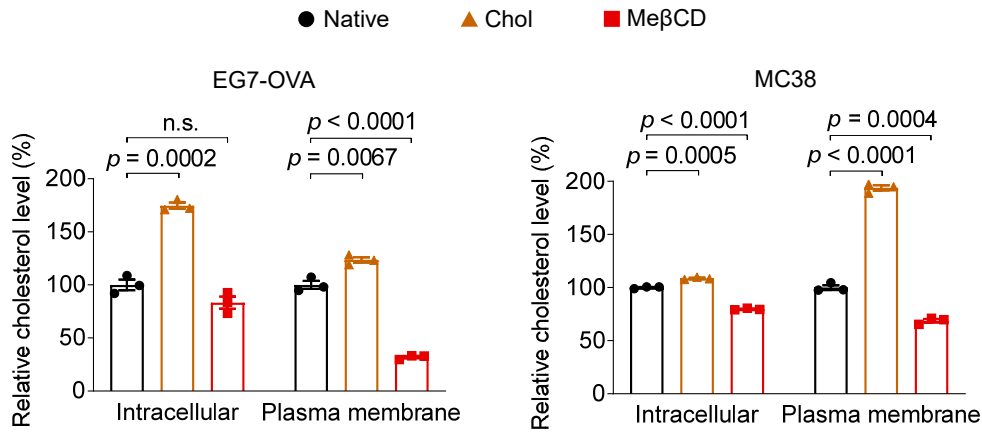 Native Chol MeβCD
EG7-OVA
Relative cholesterol level (%)
200
150
100
50
0
n.s.
p = 0.0002
p < 0.0001
p = 0.0067
Intracellular Plasma membrane
MC38
Relative cholesterol level (%)
200
150
100
50
0
p < 0.0001
p = 0.0005
p = 0.0004
p < 0.0001
Intracellular Plasma membrane